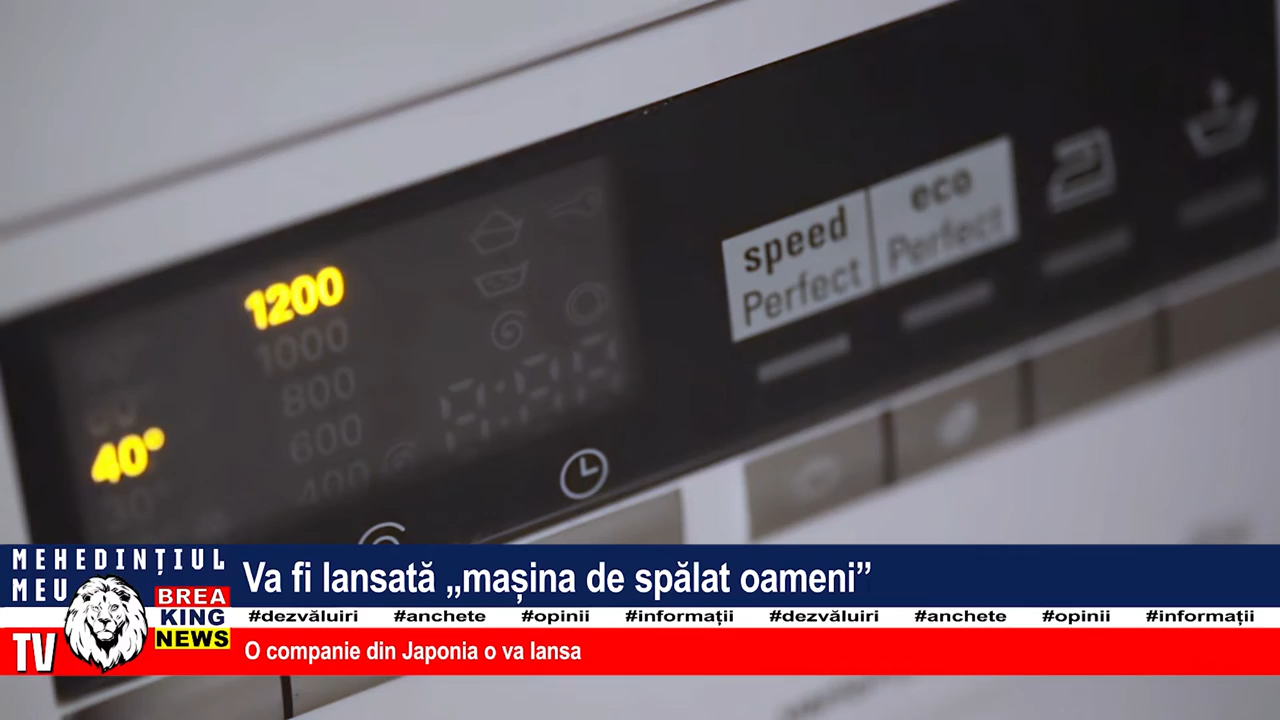 1200
1000
800
600
400
40°
30°
speed
Perfect
eco
Perfect
MEHEDINȚIUL
MEU
TV
BREA
KING
NEWS
Va fi lansată „mașina de spălat oameni”
#dezvăluiri #anchete #opinii #informații #dezvăluiri #anchete #opinii #informații
O companie din Japonia o va lansa